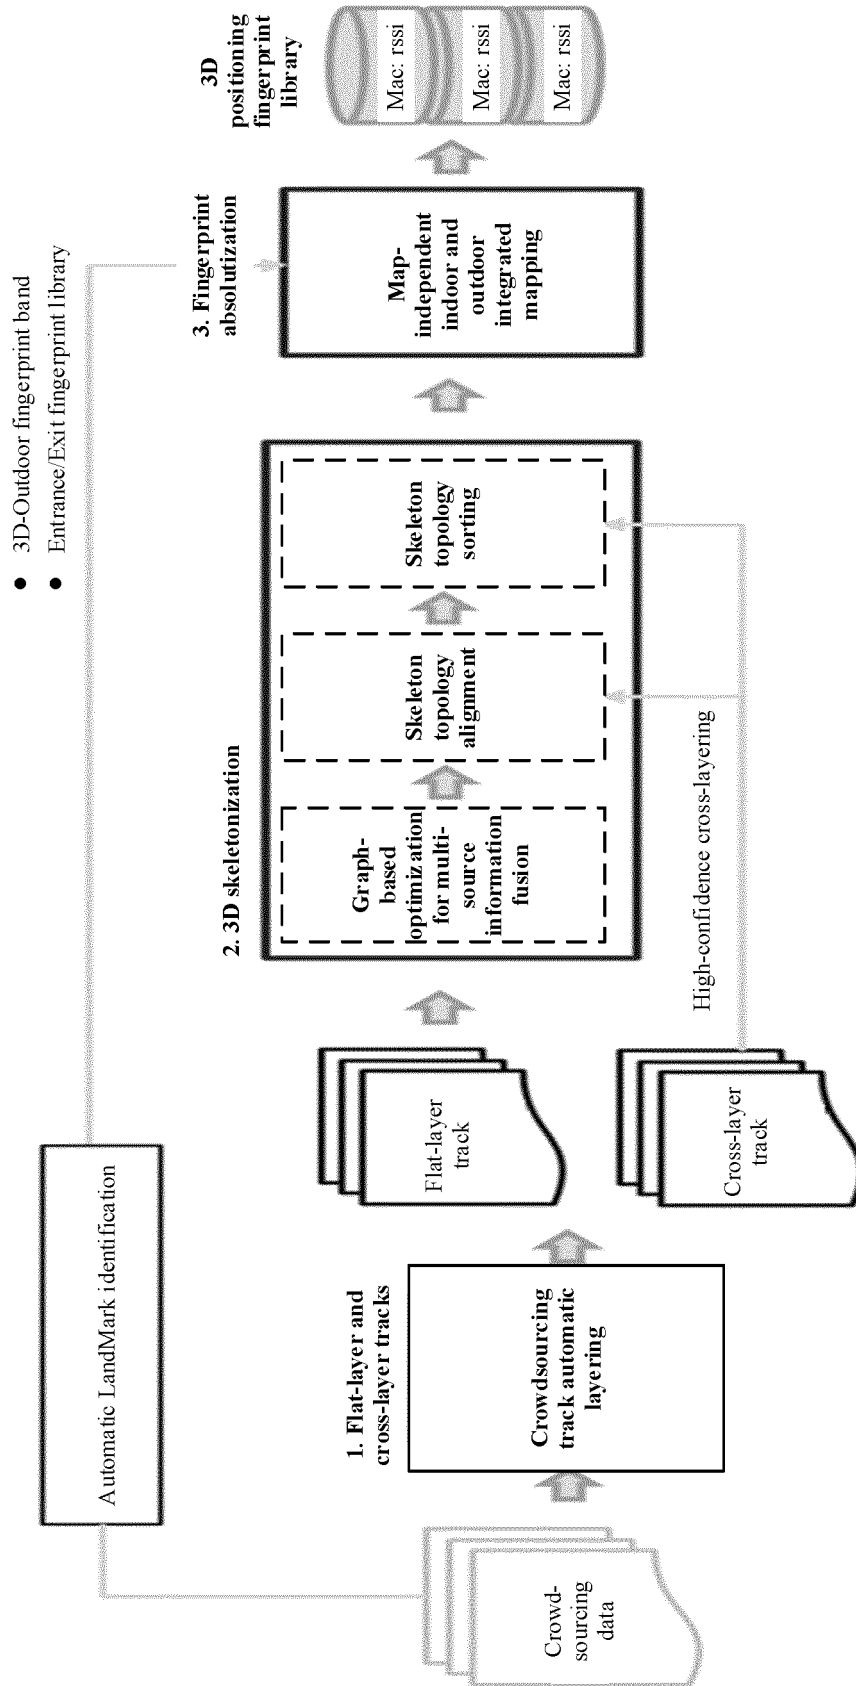 3D-Outdoor fingerprint band
Entrance/Exit fingerprint library
Automatic LandMark identification
Crowd-
sourcing
data
1. Flat-layer and
cross-layer tracks
Crowdsourcing
track automatic
layering
Flat-layer
track
Cross-layer
track
High-confidence cross-layering
2. 3D skeletonization
Graph-
based
optimization
for multi-
source
information
fusion
Skeleton
topology
alignment
Skeleton
topology
sorting
3. Fingerprint
absolutization
Map-
independent
indoor and
outdoor
integrated
mapping
3D
positioning
fingerprint
library
Mac: rssi
Mac: rssi
Mac: rssi